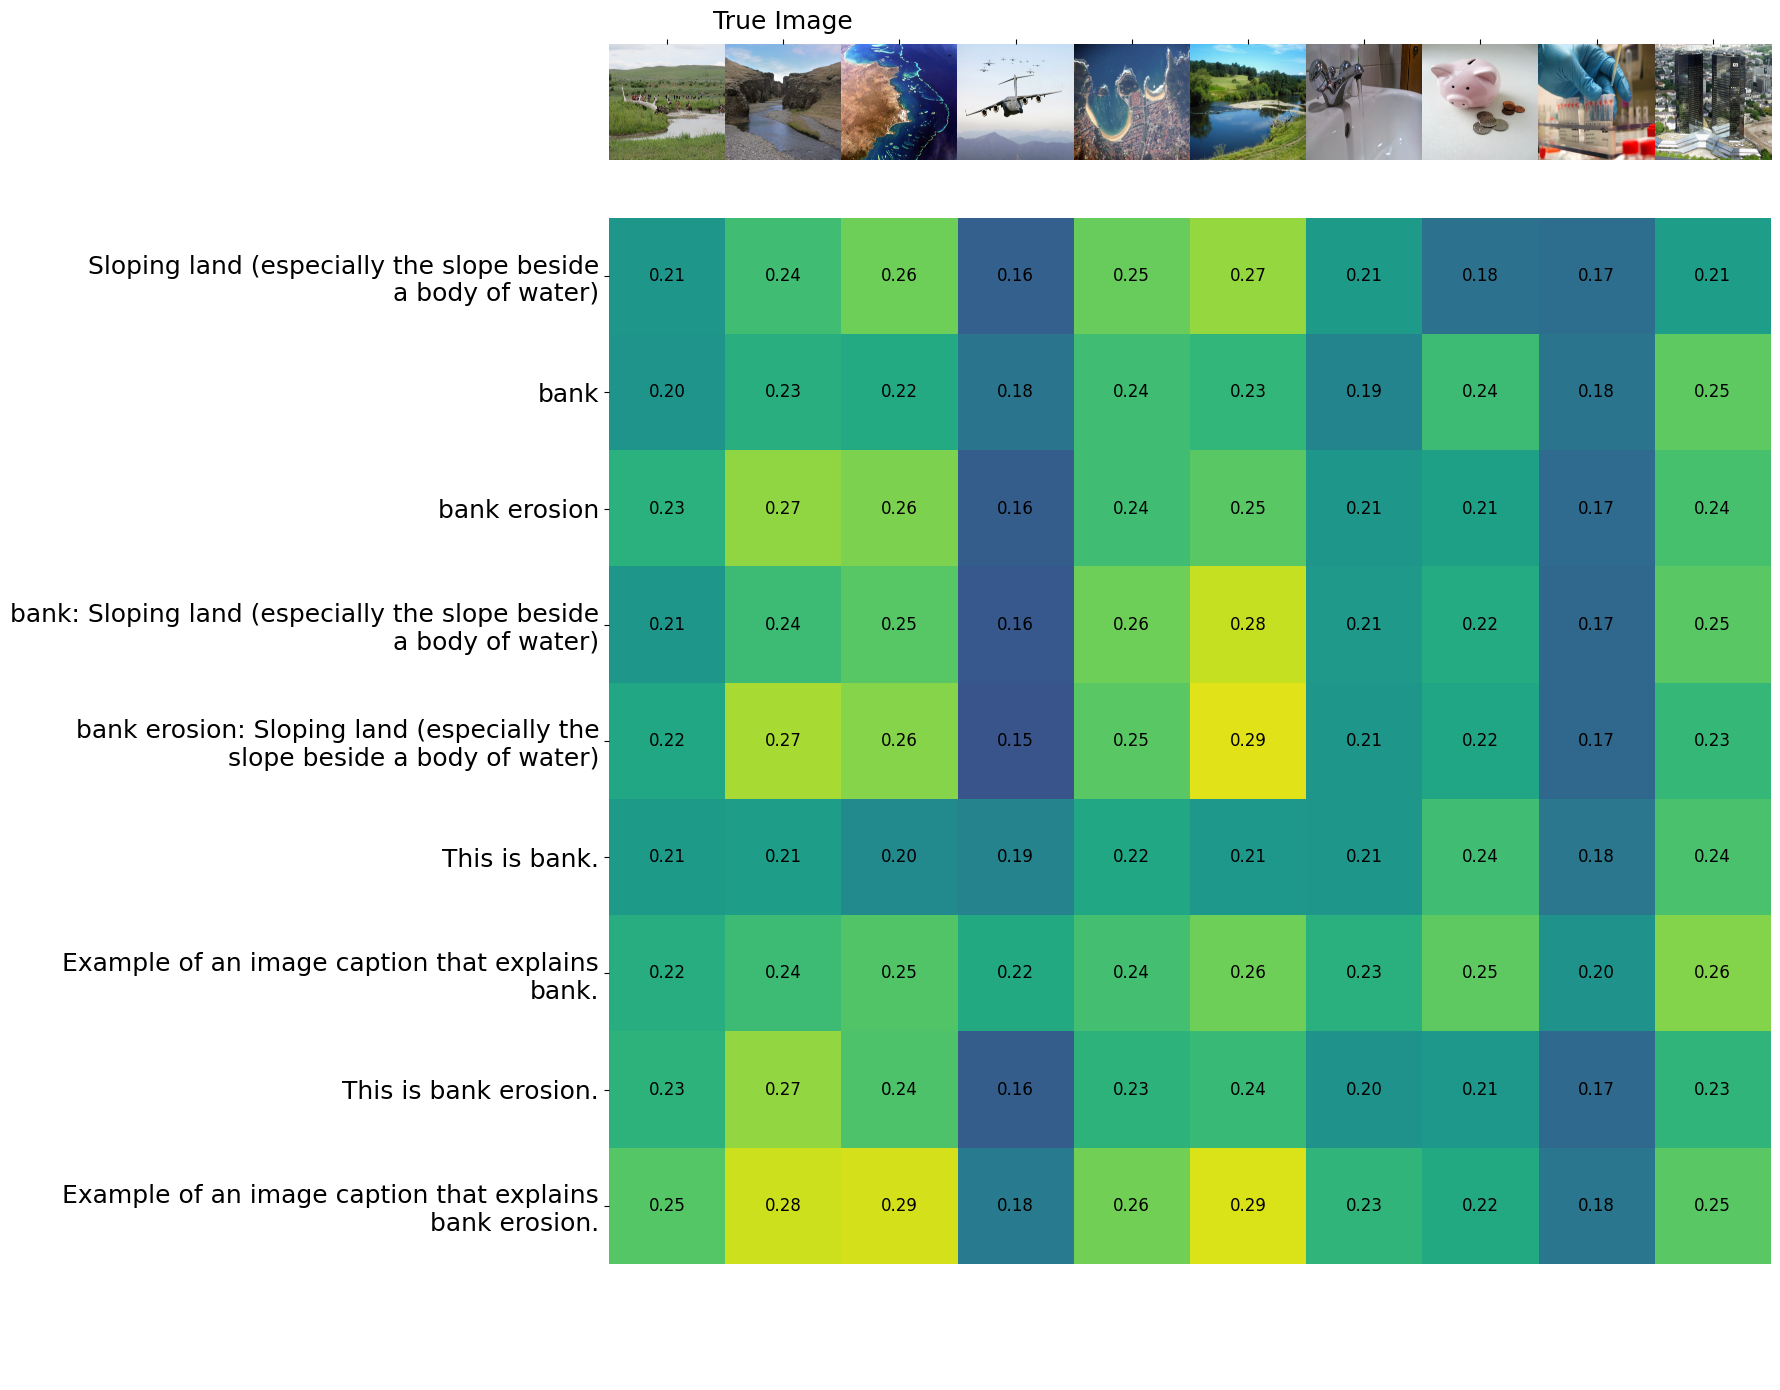 True Image
Sloping land (especially the slope beside
a body of water)
0.21 0.24 0.26 0.16 0.25 0.27 0.21 0.18 0.17 0.21
bank
0.20 0.23 0.22 0.18 0.24 0.23 0.19 0.24 0.18 0.25
bank erosion
0.23 0.27 0.26 0.16 0.24 0.25 0.21 0.21 0.17 0.24
bank: Sloping land (especially the slope beside
a body of water)
0.21 0.24 0.25 0.16 0.26 0.28 0.21 0.22 0.17 0.25
bank erosion: Sloping land (especially the
slope beside a body of water)
0.22 0.27 0.26 0.15 0.25 0.29 0.21 0.22 0.17 0.23
This is bank.
0.21 0.21 0.20 0.19 0.22 0.21 0.21 0.24 0.18 0.24
Example of an image caption that explains
bank.
0.22 0.24 0.25 0.22 0.24 0.26 0.23 0.25 0.20 0.26
This is bank erosion.
0.23 0.27 0.24 0.16 0.23 0.24 0.20 0.21 0.17 0.23
Example of an image caption that explains
bank erosion.
0.25 0.28 0.29 0.18 0.26 0.29 0.23 0.22 0.18 0.25